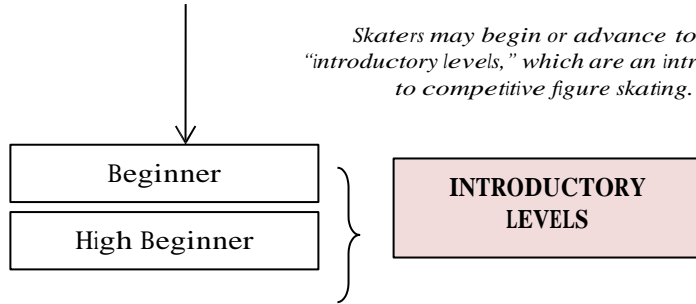 Skaters may begin or advance to
"introductory levels," which are an intr
to competitive figure skating.
Beginner
High Beginner
INTRODUCTORY
LEVELS